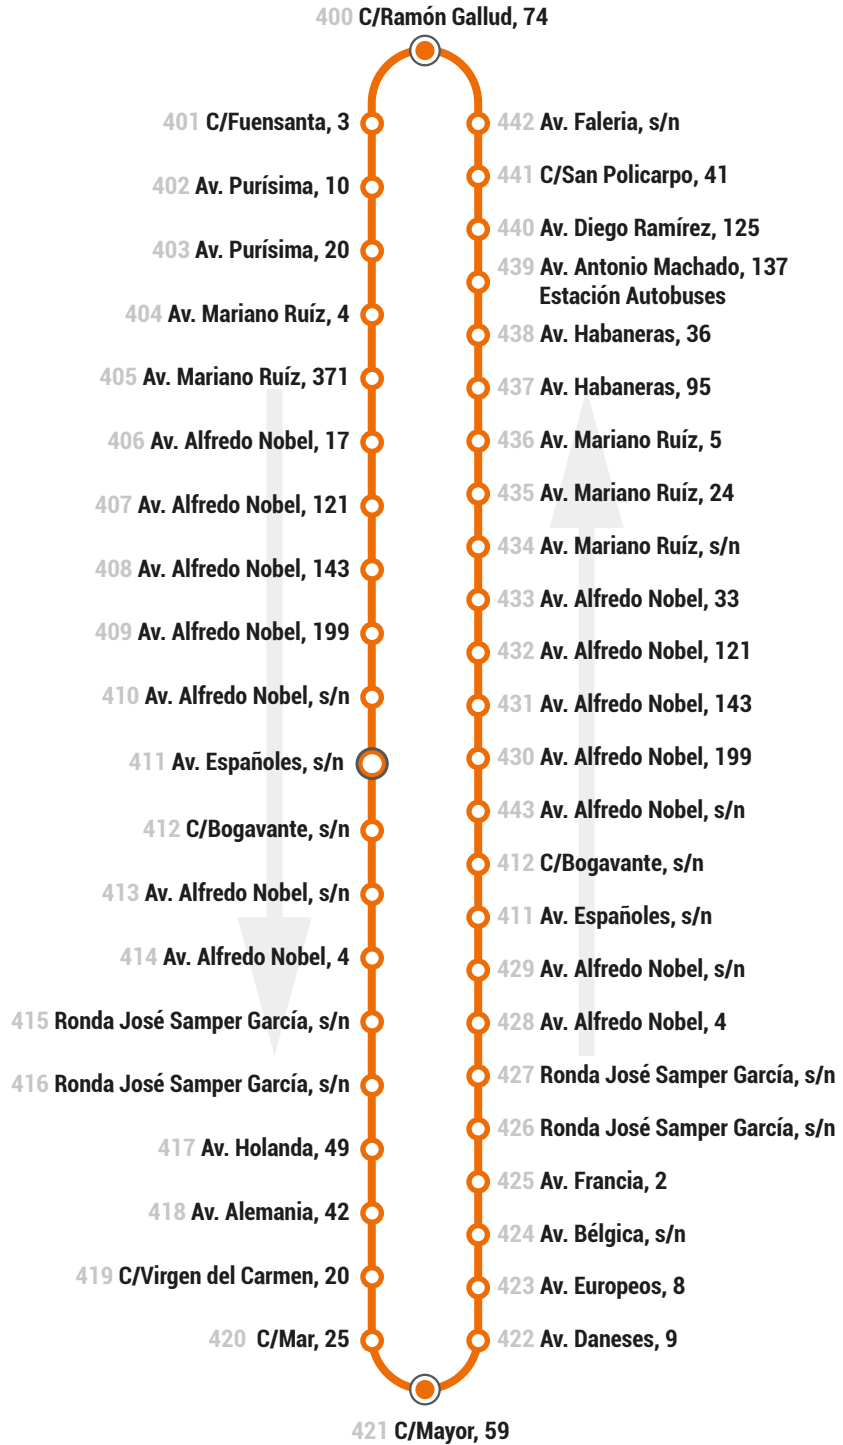 400 C/Ramón Gallud, 74
401 C/Fuensanta, 3
402 Av. Purísima, 10
403 Av. Purísima, 20
404 Av. Mariano Ruíz, 4
405 Av. Mariano Ruíz, 371
406 Av. Alfredo Nobel, 17
407 Av. Alfredo Nobel, 121
408 Av. Alfredo Nobel, 143
409 Av. Alfredo Nobel, 199
410 Av. Alfredo Nobel, s/n
411 Av. Españoles, s/n
412 C/Bogavante, s/n
413 Av. Alfredo Nobel, s/n
414 Av. Alfredo Nobel, 4
415 Ronda José Samper García, s/n
416 Ronda José Samper García, s/n
417 Av. Holanda, 49
418 Av. Alemania, 42
419 C/Virgen del Carmen, 20
420 C/Mar, 25
442 Av. Faleria, s/n
441 C/San Policarpo, 41
440 Av. Diego Ramírez, 125
439 Av. Antonio Machado, 137
Estación Autobuses
438 Av. Habaneras, 36
437 Av. Habaneras, 95
436 Av. Mariano Ruíz, 5
435 Av. Mariano Ruíz, 24
434 Av. Mariano Ruíz, s/n
433 Av. Alfredo Nobel, 33
432 Av. Alfredo Nobel, 121
431 Av. Alfredo Nobel, 143
430 Av. Alfredo Nobel, 199
443 Av. Alfredo Nobel, s/n
412 C/Bogavante, s/n
411 Av. Españoles, s/n
429 Av. Alfredo Nobel, s/n
428 Av. Alfredo Nobel, 4
427 Ronda José Samper García, s/n
426 Ronda José Samper García, s/n
425 Av. Francia, 2
424 Av. Bélgica, s/n
423 Av. Europeos, 8
422 Av. Daneses, 9
421 C/Mayor, 59